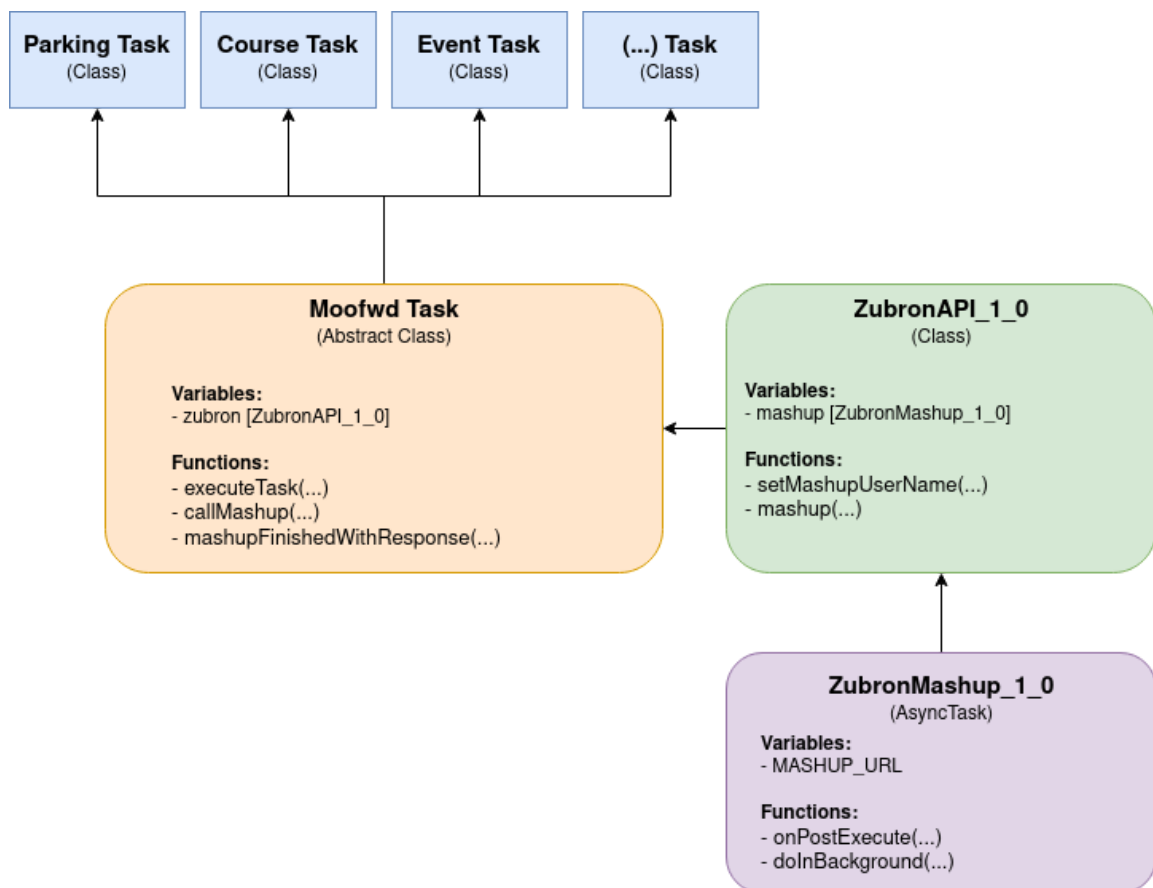 Parking Task
(Class)
Course Task
(Class)
Event Task
(Class)
(...) Task
(Class)
Moofwd Task
(Abstract Class)
Variables:
- zubron [ZubronAPI_1_0]
Functions:
- executeTask(...)
- callMashup(...)
- mashupFinishedWithResponse(...)
ZubronAPI_1_0
(Class)
Variables:
- mashup [ZubronMashup_1_0]
Functions:
- setMashupUserName(...)
- mashup(...)
ZubronMashup_1_0
(AsyncTask)
Variables:
- MASHUP_URL
Functions:
- onPostExecute(...)
- doInBackground(...)